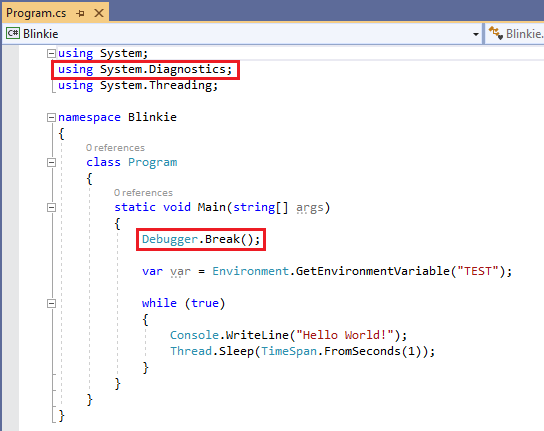 Program.cs
Blinkie
Blinkie.
using System;
using System.Diagnostics;
using System.Threading;
namespace Blinkie
{
0 references
class Program
{
0 references
static void Main(string[] args)
{
Debugger.Break();
var var = Environment.GetEnvironmentVariable("TEST");
while (true)
{
Console.WriteLine("Hello World!");
Thread.Sleep(TimeSpan.FromSeconds(1));
}
}
}
}